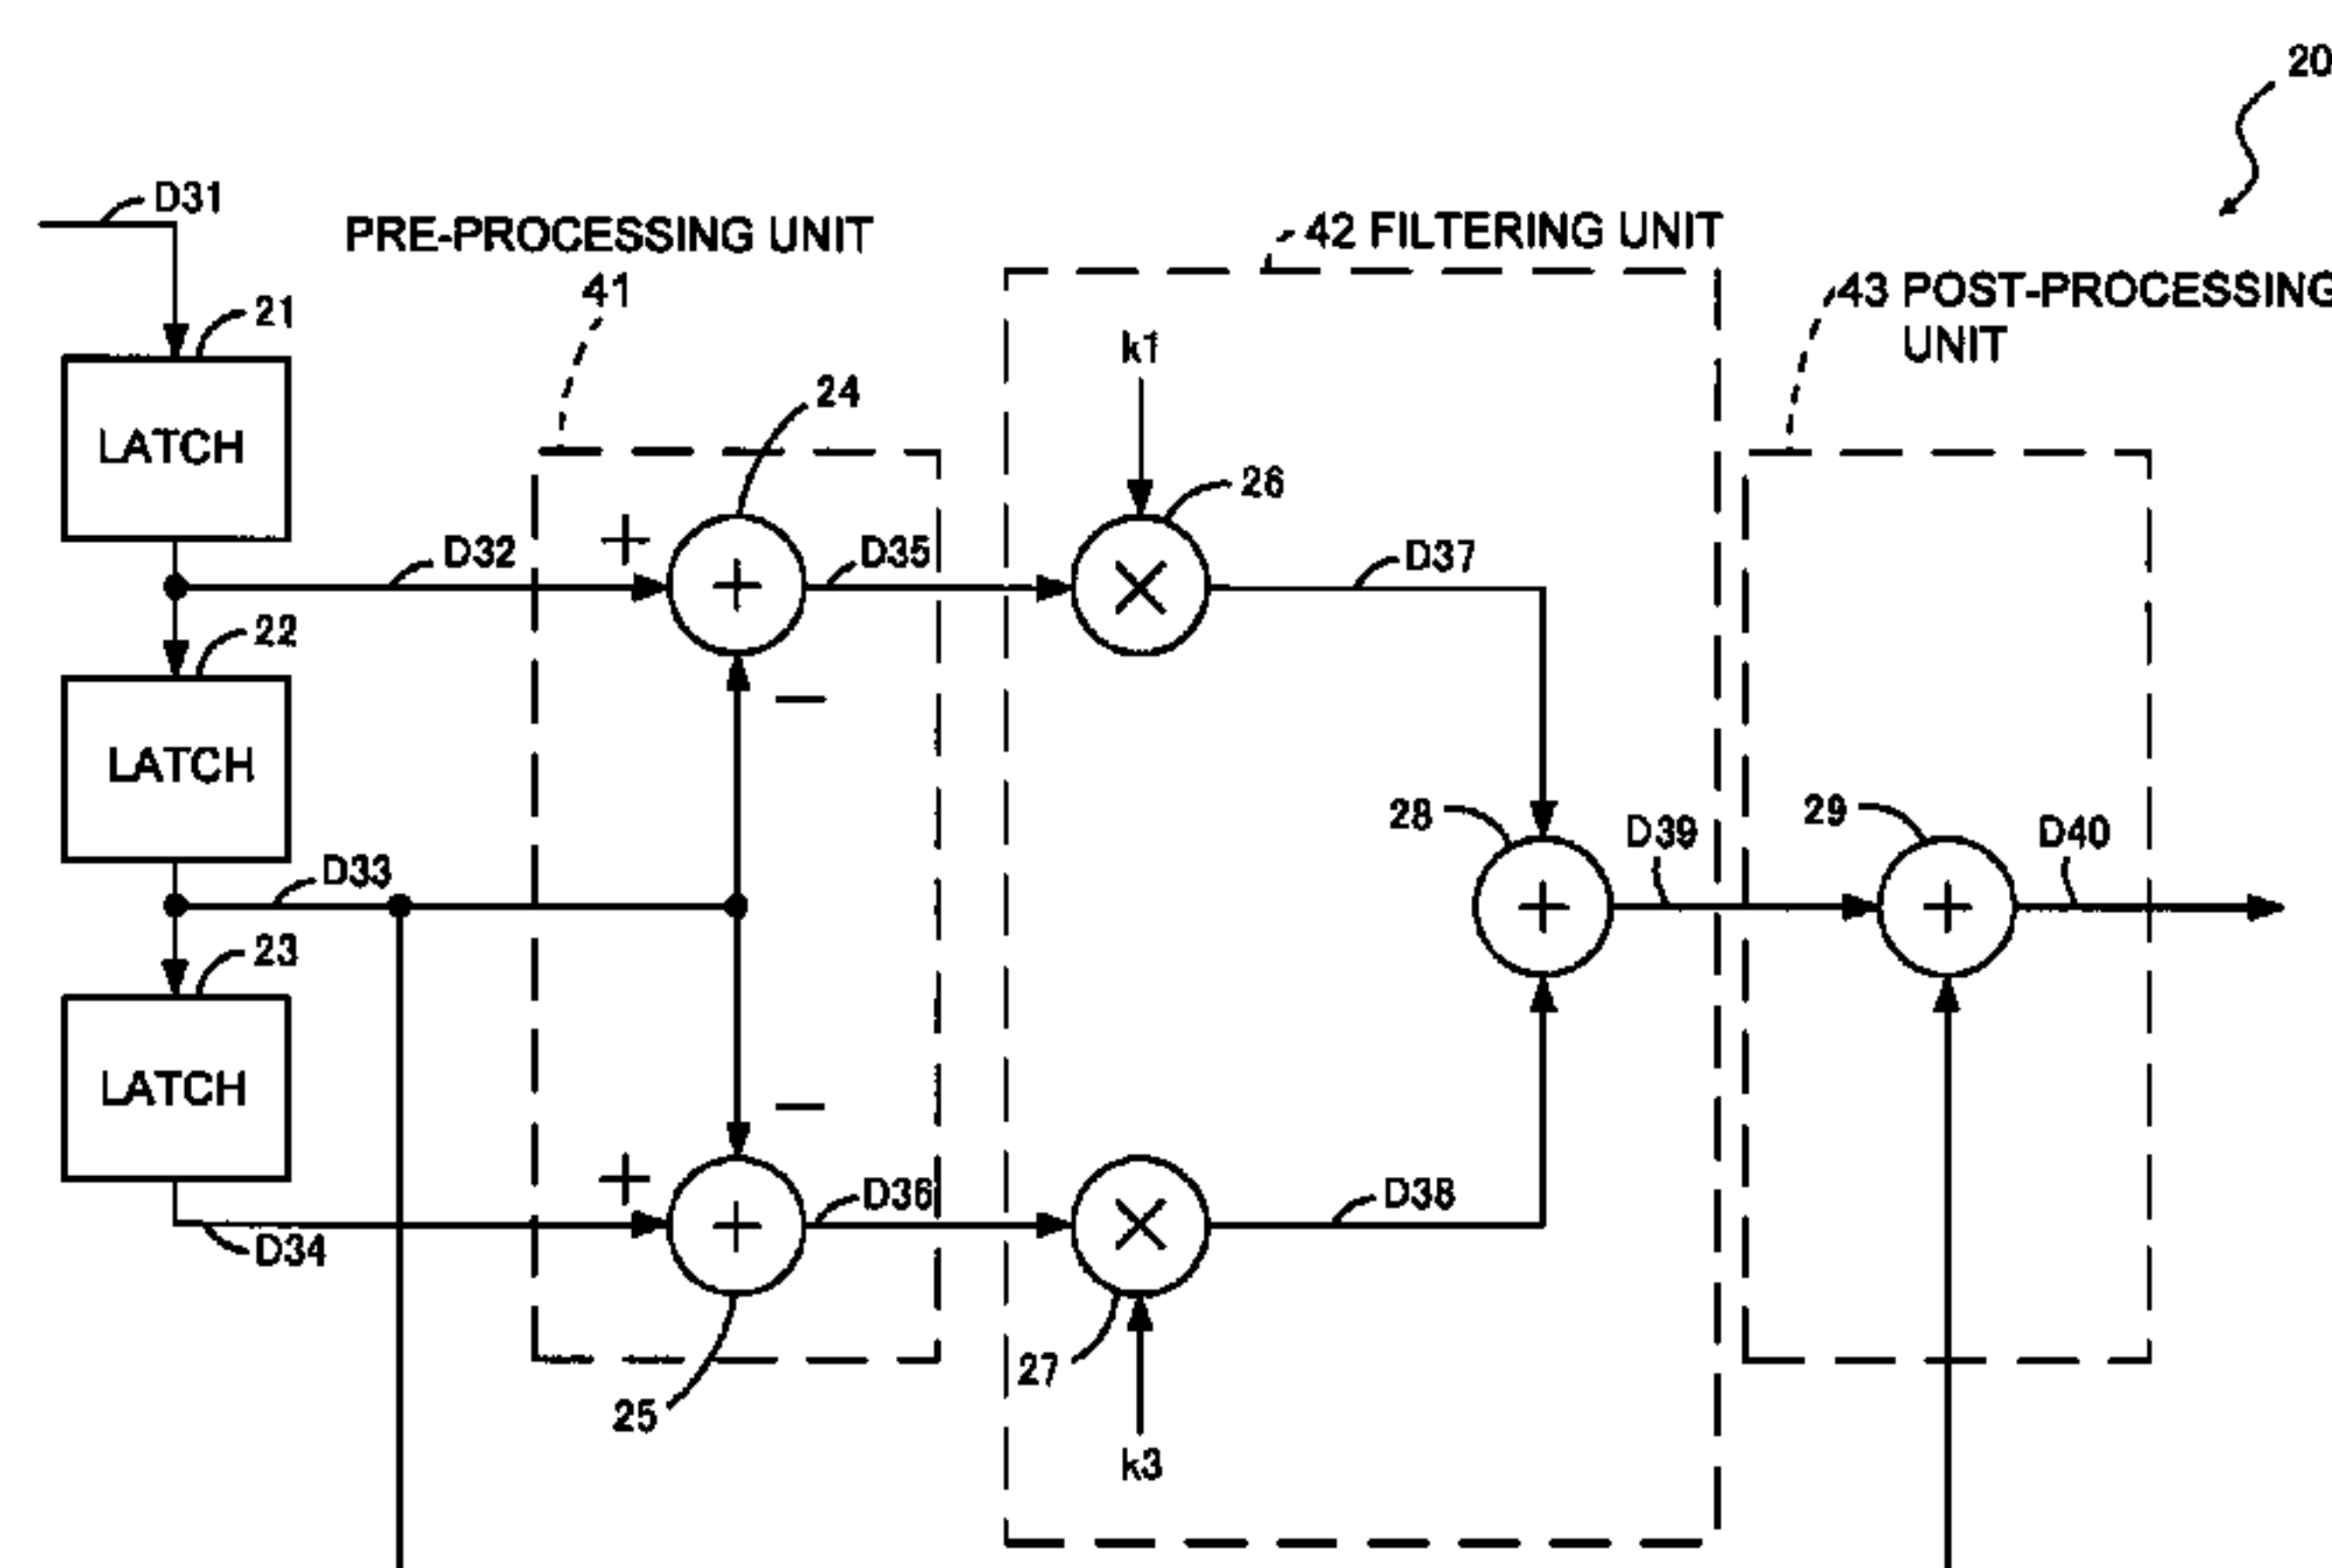 20
D31
PRE-PROCESSING UNIT
41
42 FILTERING UNIT
43 POST-PROCESSING
UNIT
21
LATCH
k1
24
26
+
D32
+
D35
×
D37
22
−
LATCH
28
29
D33
D39
D40
+
+
23
LATCH
−
+
D36
D38
D34
+
×
25
27
k3